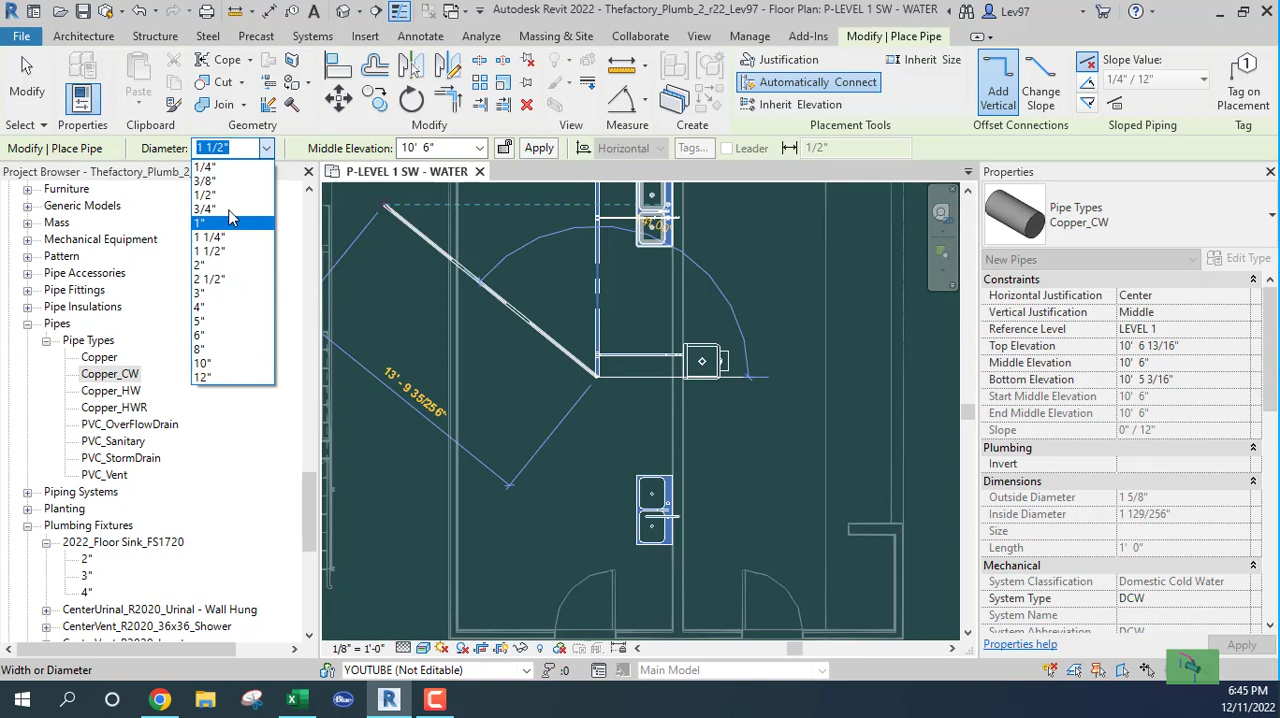 Autodesk Revit 2022 - Thefactory_Plumb_2_r22_Lev97 - Floor Plan: P-LEVEL 1 SW - WATER
Lev97
File Architecture Structure Steel Precast Systems Insert Annotate Analyze Massing & Site Collaborate View Manage Add-Ins Modify | Place Pipe
Modify
Properties
Paste
Cope
Cut
Join
Justification
Automatically Connect
Inherit Elevation
Inherit Size
Add Vertical
Change Slope
Slope Value:
1/4" / 12"
Tag on Placement
Select Properties Clipboard Geometry Modify View Measure Create Placement Tools Offset Connections Sloped Piping Tag
Modify | Place Pipe Diameter: 1 1/2" Middle Elevation: 10' 6" Apply Horizontal Tags... Leader 1/2"
1/4"
3/8"
1/2"
3/4"
1"
1 1/4"
1 1/2"
2"
2 1/2"
3"
4"
5"
6"
8"
10"
12"
Project Browser - Thefactory_Plumb_2
Furniture
Generic Models
Mass
Mechanical Equipment
Pattern
Pipe Accessories
Pipe Fittings
Pipe Insulations
Pipes
Pipe Types
Copper
Copper_CW
Copper_HW
Copper_HWR
PVC_OverFlowDrain
PVC_Sanitary
PVC_StormDrain
PVC_Vent
Piping Systems
Planting
Plumbing Fixtures
2022_Floor Sink_FS1720
2"
3"
4"
CenterUrinal_R2020_Urinal - Wall Hung
CenterVent_R2020_36x36_Shower
P-LEVEL 1 SW - WATER
13' - 9 35/256"
Properties
Pipe Types
Copper_CW
New Pipes Edit Type
Constraints
Horizontal Justification Center
Vertical Justification Middle
Reference Level LEVEL 1
Top Elevation 10' 6 13/16"
Middle Elevation 10' 6"
Bottom Elevation 10' 5 3/16"
Start Middle Elevation 10' 6"
End Middle Elevation 10' 6"
Slope 0" / 12"
Plumbing
Invert
Dimensions
Outside Diameter 1 5/8"
Inside Diameter 1 129/256"
Size
Length 1' 0"
Mechanical
System Classification Domestic Cold Water
System Type DCW
System Name
System Abbreviation DCW
Properties help Apply
1/8" = 1'-0"
Width or Diameter YOUTUBE (Not Editable) :0 Main Model
6:45 PM
12/11/2022